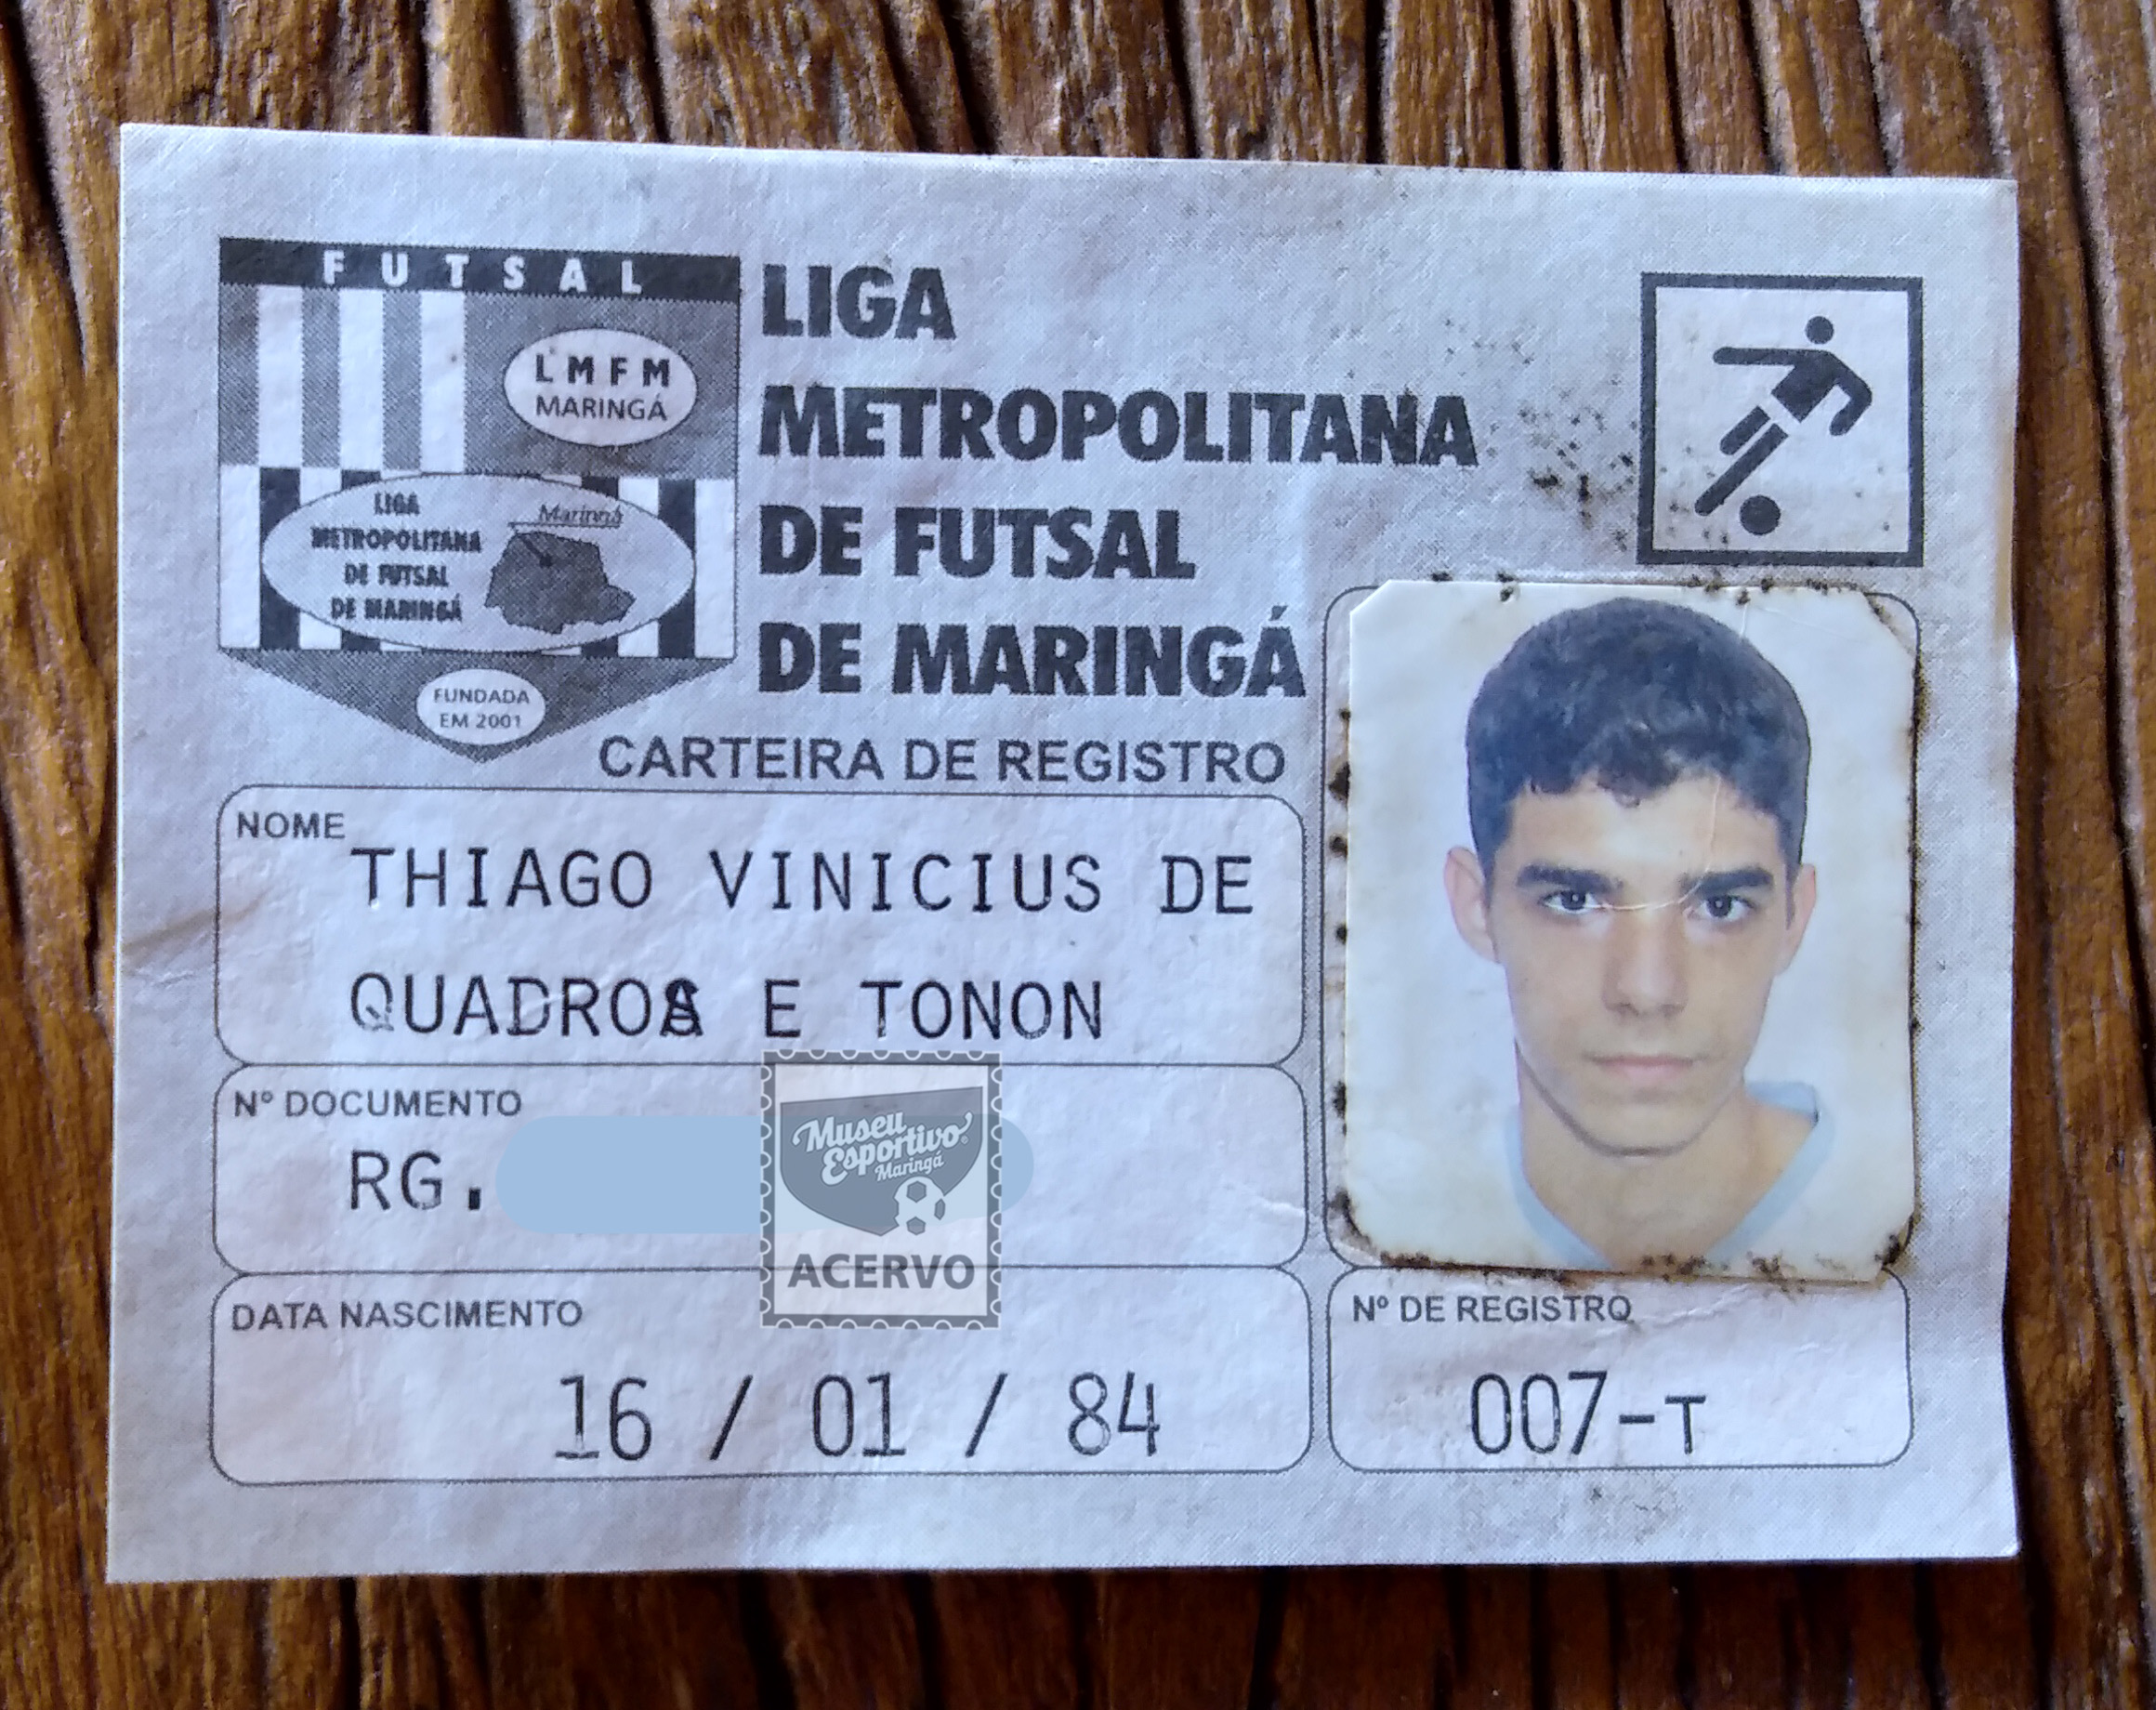 FUTSAL
LMFM
MARINGÁ
LIGA
METROPOLITANA
DE FUTSAL
DE MARINGÁ
Maringá
FUNDADA
EM 2001
LIGA
METROPOLITANA
DE FUTSAL
DE MARINGÁ
CARTEIRA DE REGISTRO
NOME
THIAGO VINICIUS DE
QUADROS E TONON
Nº DOCUMENTO
RG.
Museu
Esportivo
Maringá
ACERVO
DATA NASCIMENTO
16 / 01 / 84
Nº DE REGISTRO
007-T